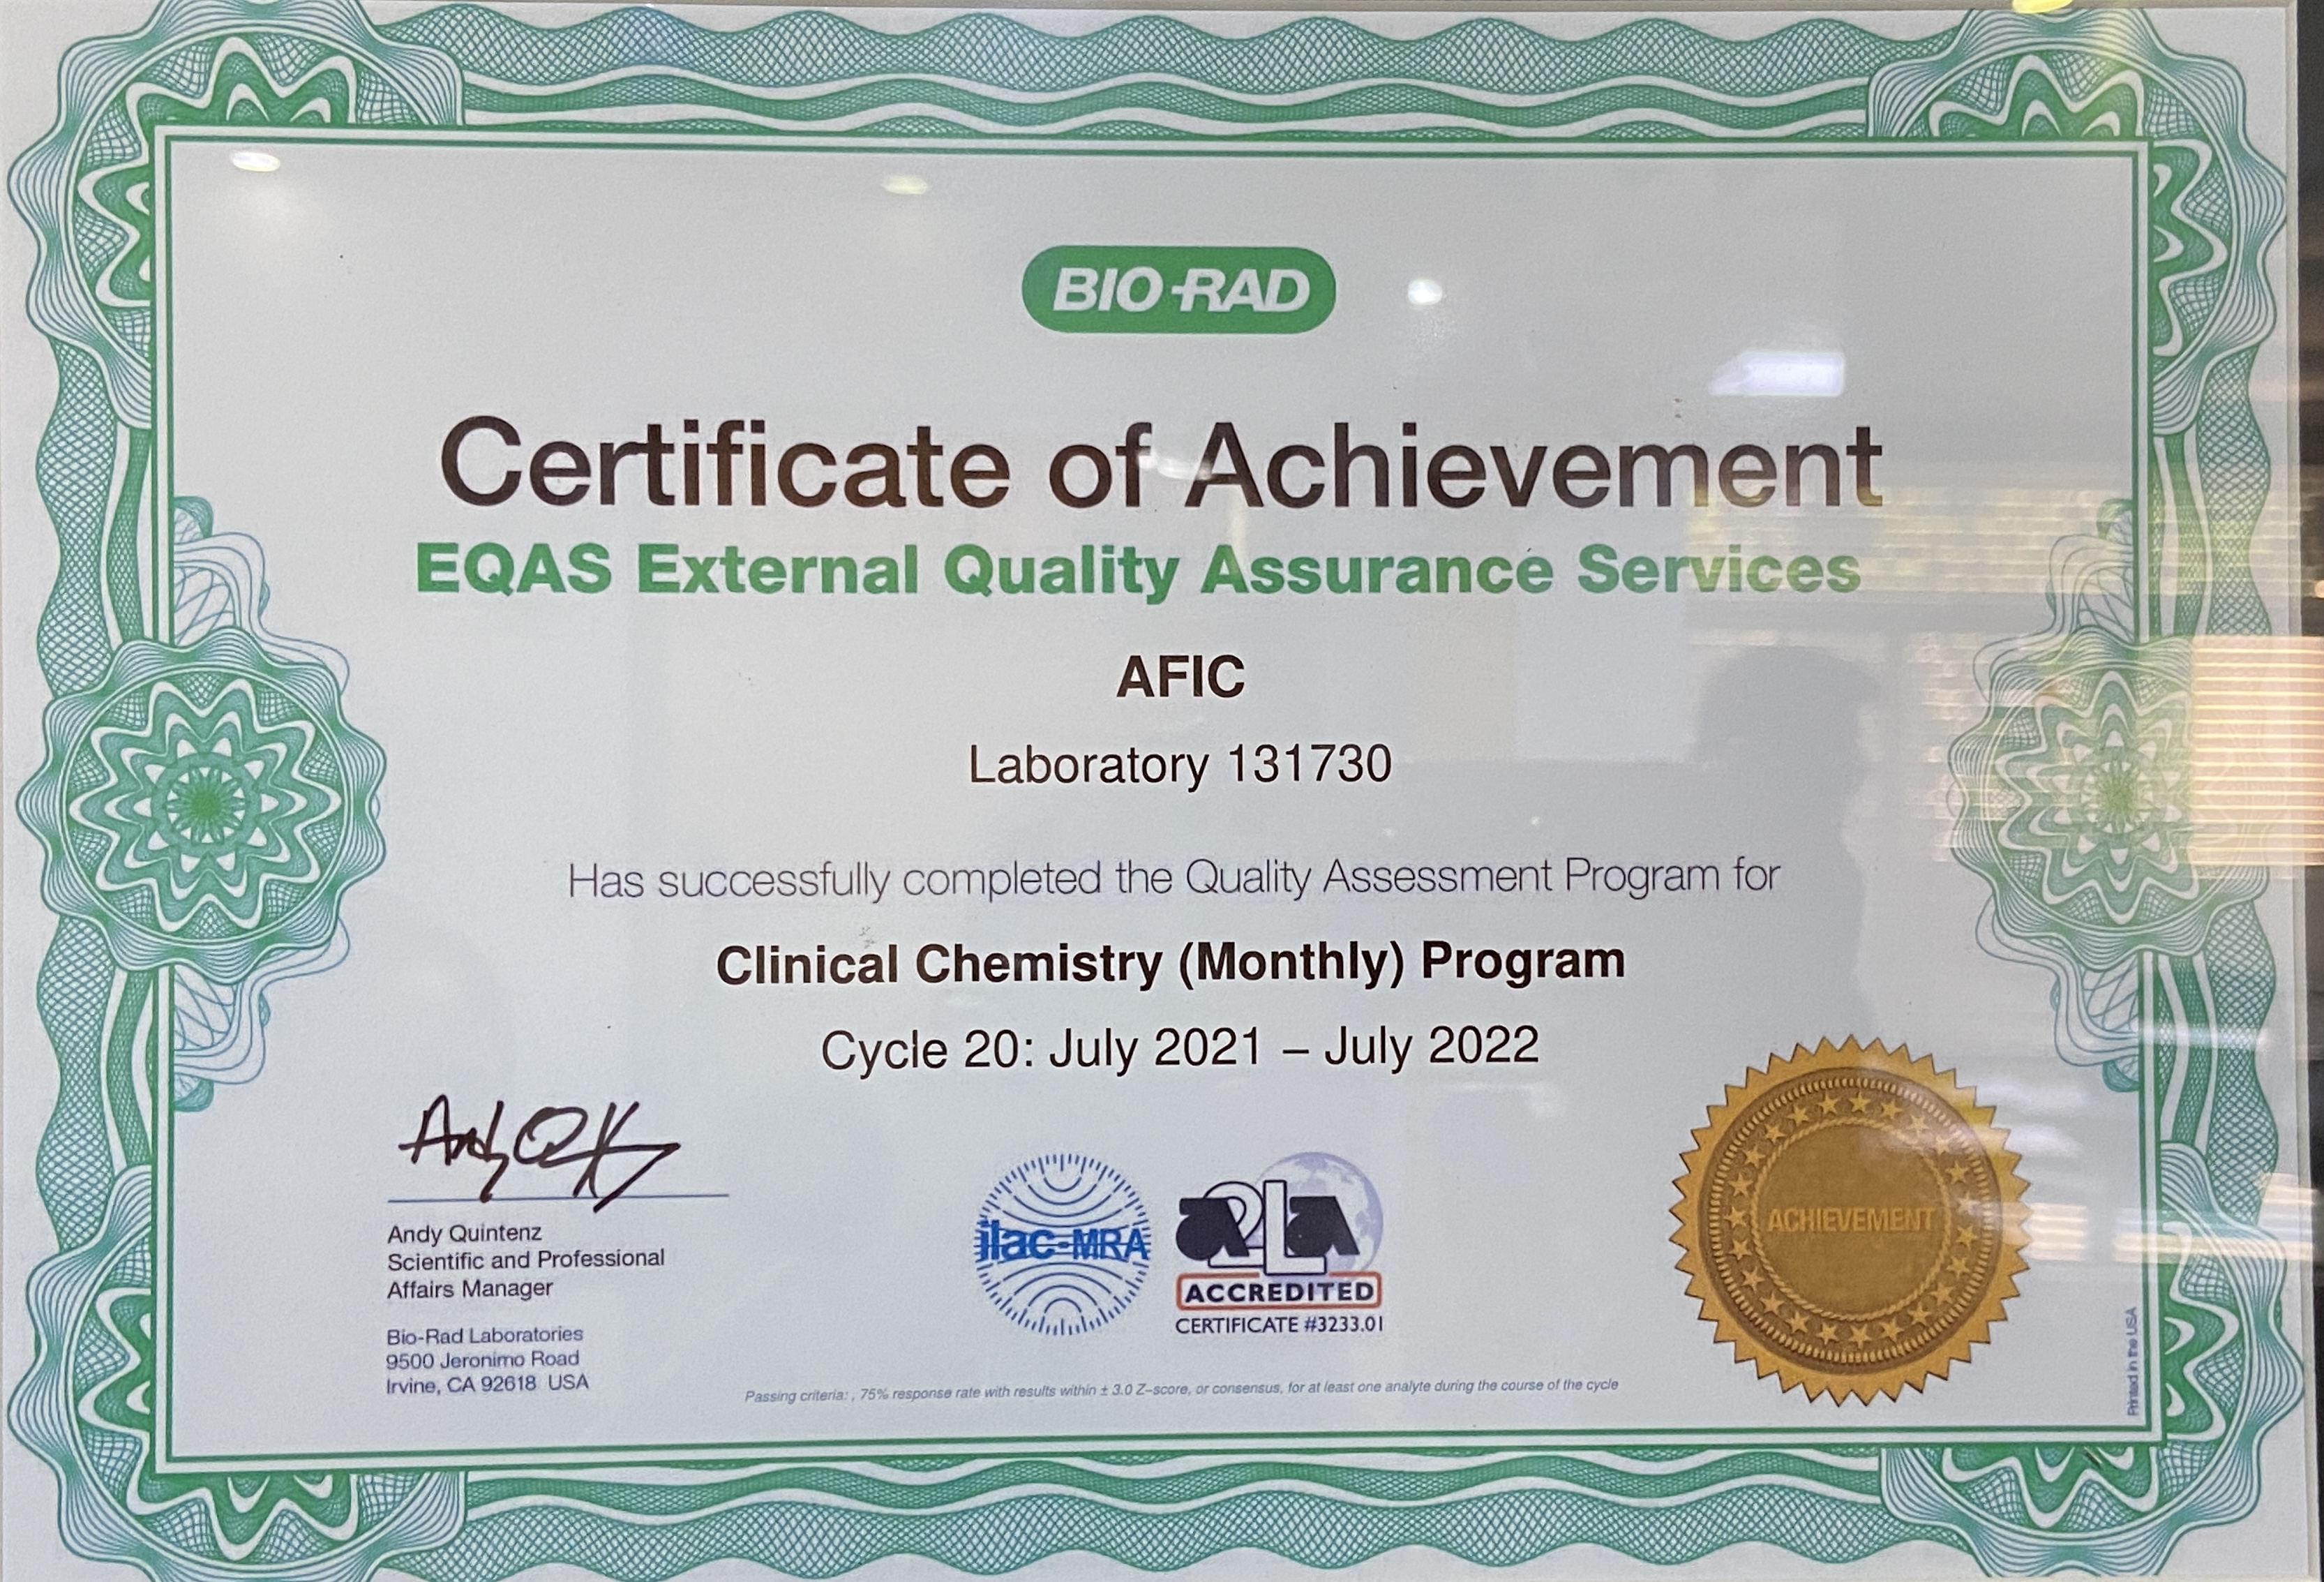 BIO-RAD
Certificate of Achievement
EQAS External Quality Assurance Services
AFIC
Laboratory 131730
Has successfully completed the Quality Assessment Program for
Clinical Chemistry (Monthly) Program
Cycle 20: July 2021 – July 2022
Andy Quintenz
Scientific and Professional
Affairs Manager
Bio-Rad Laboratories
9500 Jeronimo Road
Irvine, CA 92618 USA
ilac-MRA
A2LA
ACCREDITED
CERTIFICATE #3233.01
ACHIEVEMENT
Passing criteria: , 75% response rate with results within ± 3.0 Z–score, or consensus, for at least one analyte during the course of the cycle
Printed in the USA